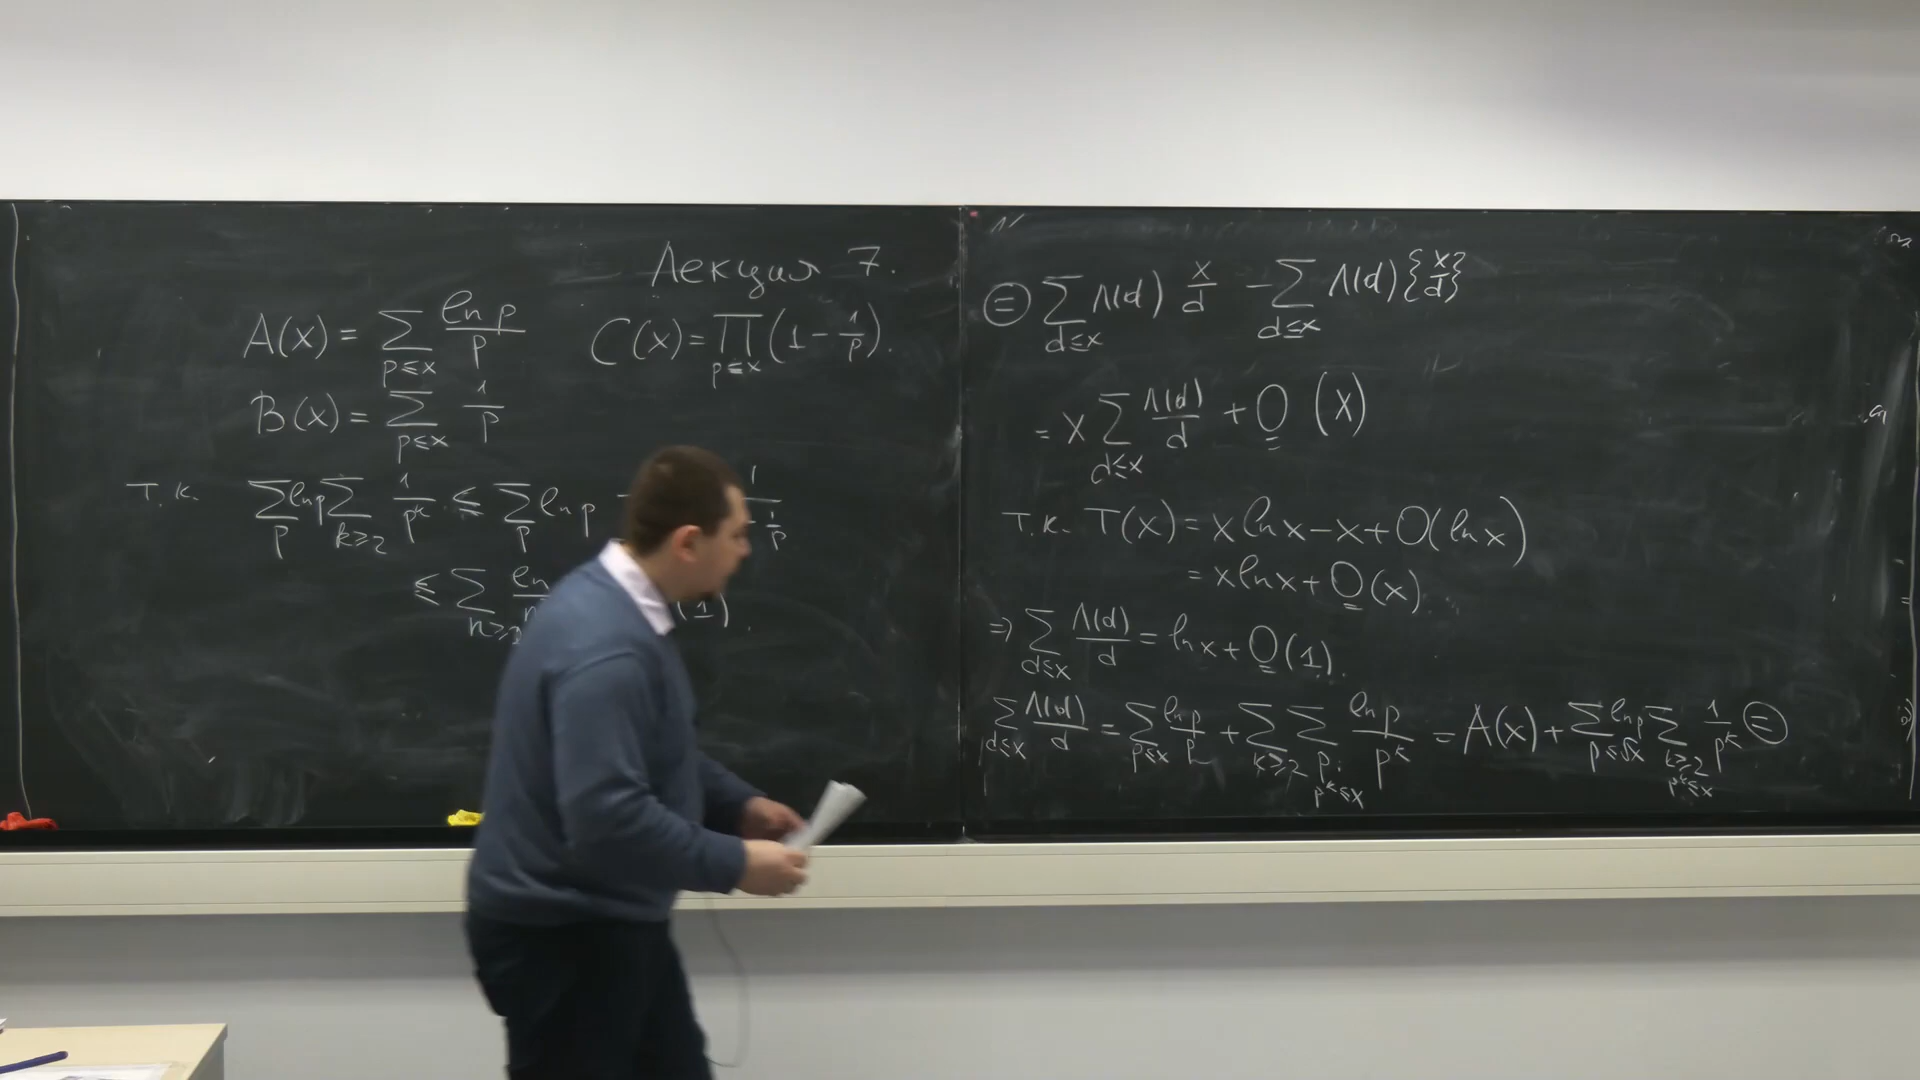 Лекция 7.
A(x) = ∑_{p≤x} ln p / p C(x) = ∏_{p≤x} (1 - 1/p).
B(x) = ∑_{p≤x} 1/p
т.к. ∑_p ln p ∑_{k≥2} 1/p^k ≤ ∑_p ln p
≤ ∑ (1).
⊜ ∑_{d≤x} Λ(d) x/d - ∑_{d≤x} Λ(d) {x/d}
= x ∑_{d≤x} Λ(d)/d + O(x)
т.к. T(x) = x ln x - x + O(ln x)
= x ln x + O(x)
⇒ ∑_{d≤x} Λ(d)/d = ln x + O(1).
∑_{d≤x} Λ(d)/d = ∑_{p≤x} ln p / p + ∑_{k≥2} ∑_{p: p^k≤x} ln p / p^k = A(x) + ∑_{p≤√x} ln p ∑_{k≥2, p^k≤x} 1/p^k ⊜